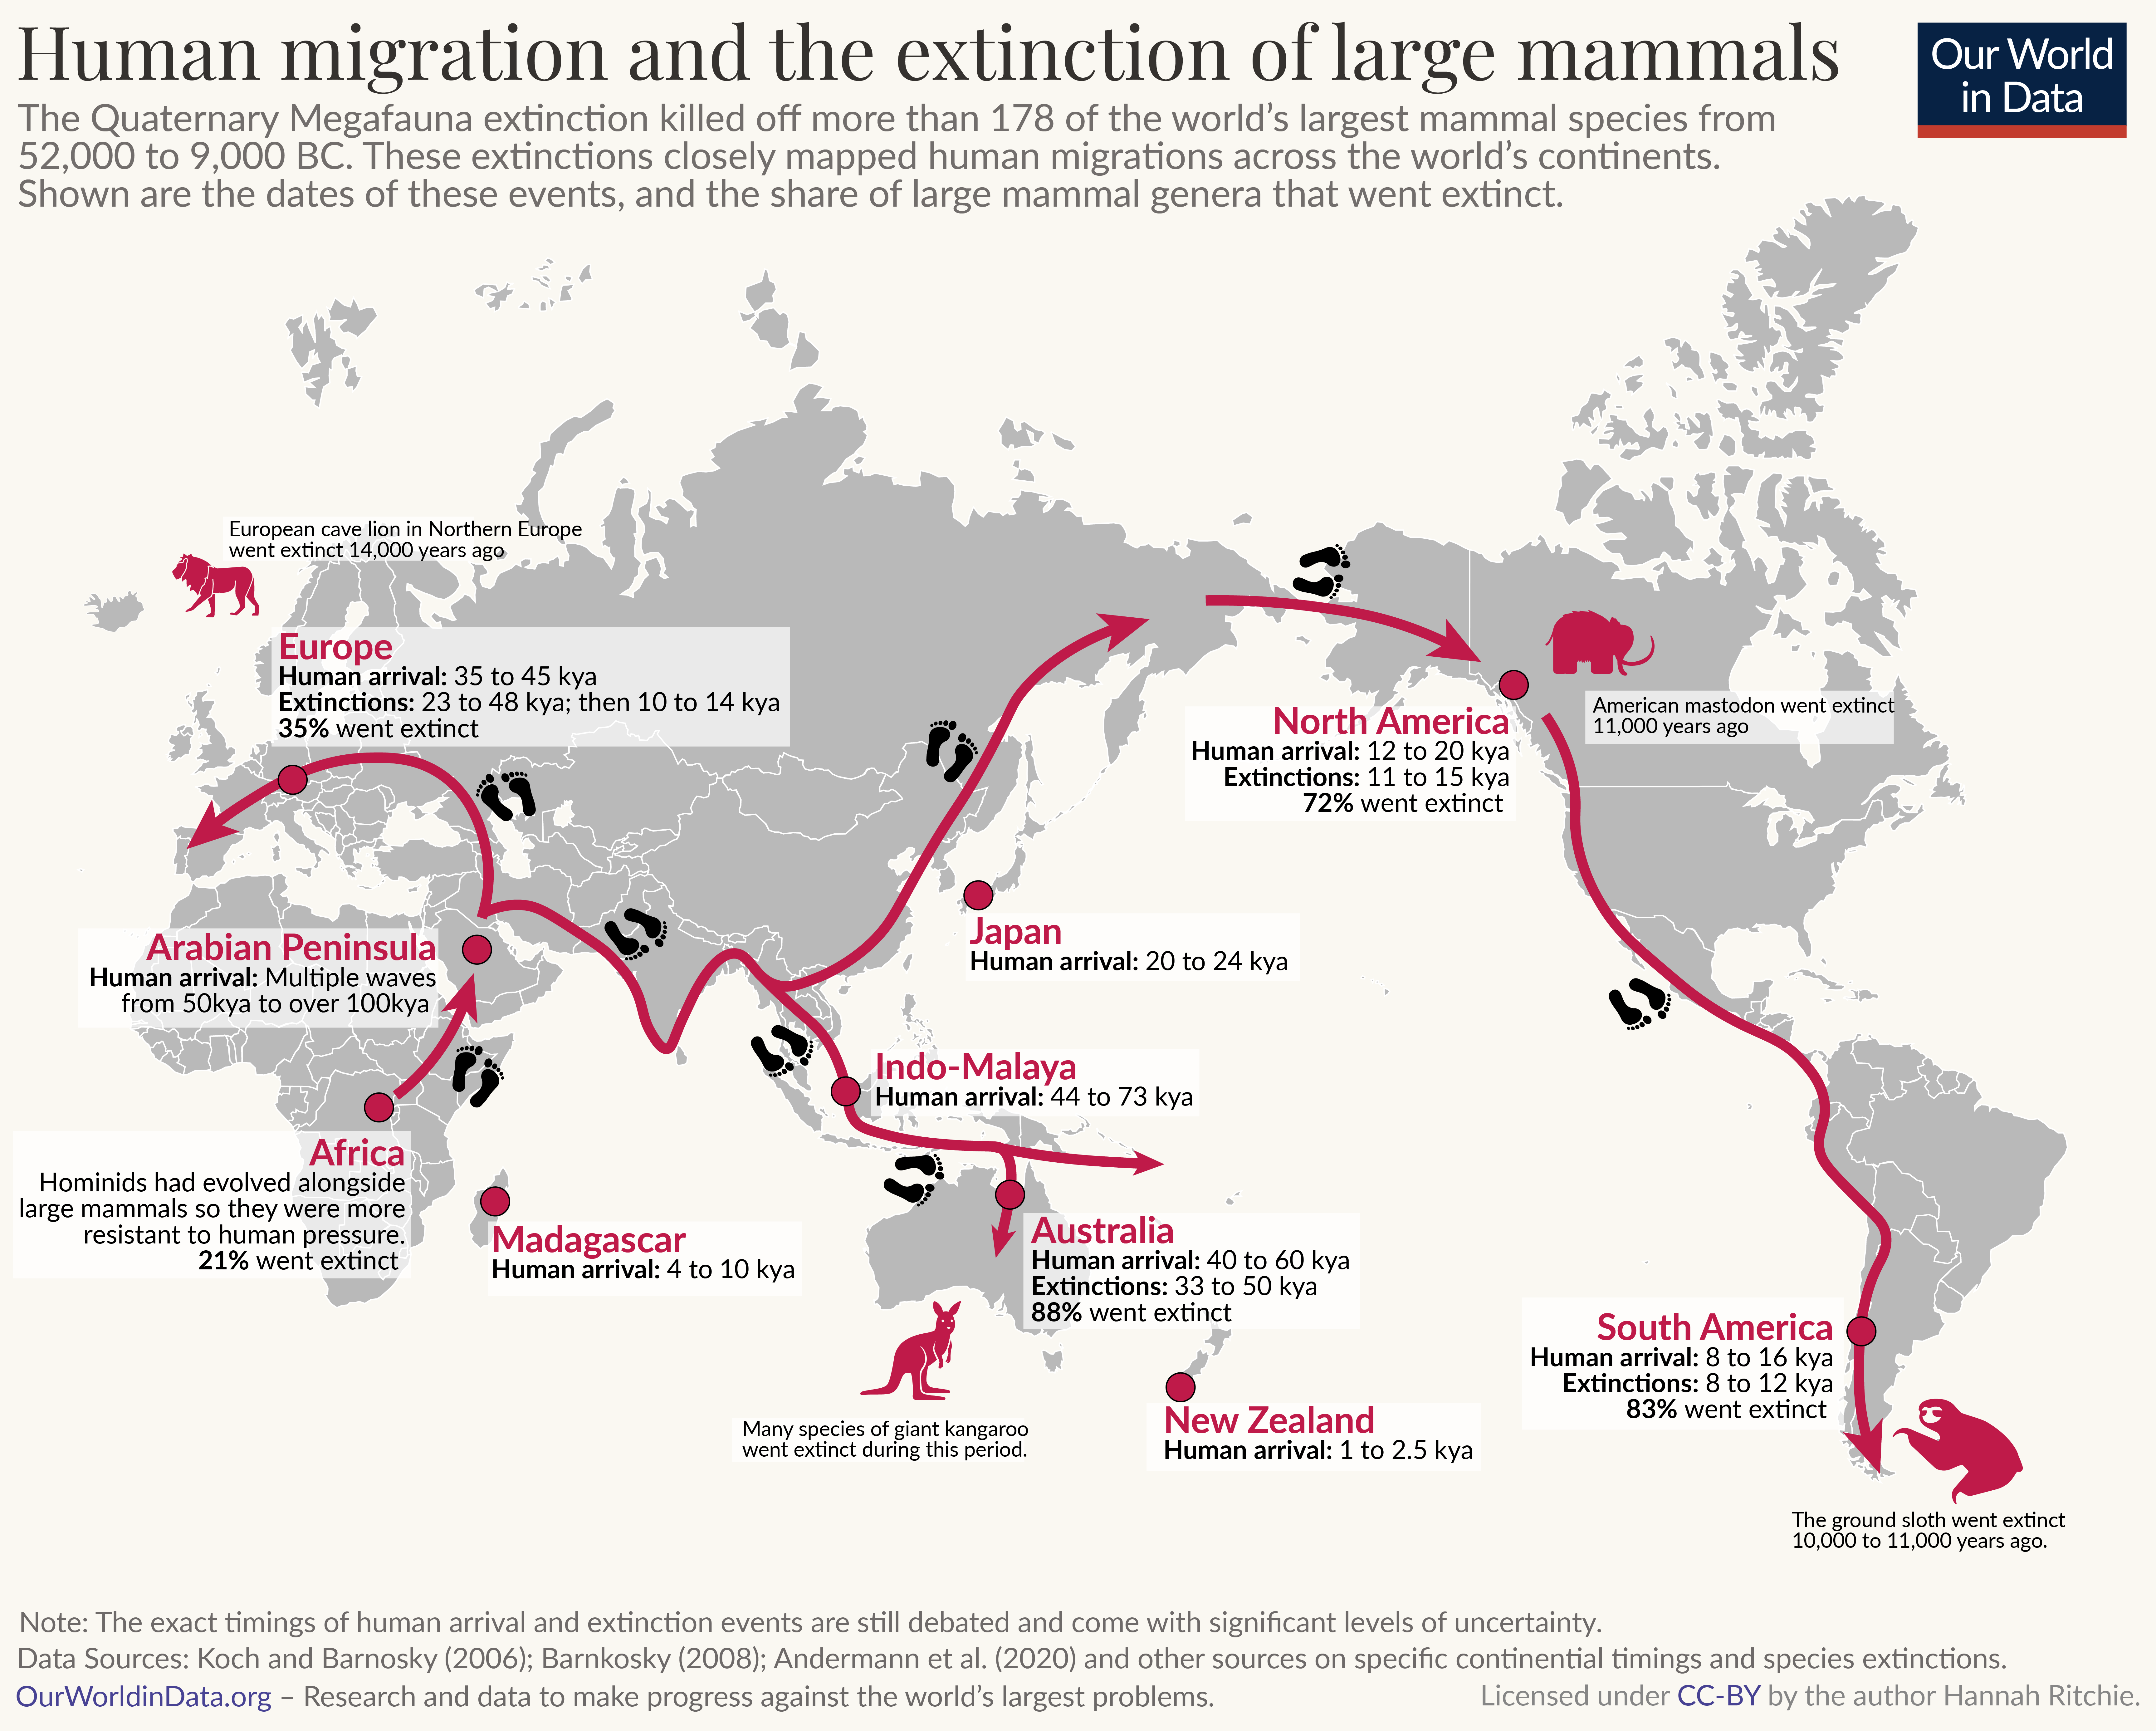 Human migration and the extinction of large mammals
Our World
in Data
The Quaternary Megafauna extinction killed off more than 178 of the world's largest mammal species from
52,000 to 9,000 BC. These extinctions closely mapped human migrations across the world's continents.
Shown are the dates of these events, and the share of large mammal genera that went extinct.
European cave lion in Northern Europe
went extinct 14,000 years ago
Europe
Human arrival: 35 to 45 kya
Extinctions: 23 to 48 kya; then 10 to 14 kya
35% went extinct
American mastodon went extinct
11,000 years ago
North America
Human arrival: 12 to 20 kya
Extinctions: 11 to 15 kya
72% went extinct
Arabian Peninsula
Human arrival: Multiple waves
from 50kya to over 100kya
Japan
Human arrival: 20 to 24 kya
Indo-Malaya
Human arrival: 44 to 73 kya
Africa
Hominids had evolved alongside
large mammals so they were more
resistant to human pressure.
21% went extinct
Madagascar
Human arrival: 4 to 10 kya
Australia
Human arrival: 40 to 60 kya
Extinctions: 33 to 50 kya
88% went extinct
South America
Human arrival: 8 to 16 kya
Extinctions: 8 to 12 kya
83% went extinct
Many species of giant kangaroo
went extinct during this period.
New Zealand
Human arrival: 1 to 2.5 kya
The ground sloth went extinct
10,000 to 11,000 years ago.
Note: The exact timings of human arrival and extinction events are still debated and come with significant levels of uncertainty.
Data Sources: Koch and Barnosky (2006); Barnkosky (2008); Andermann et al. (2020) and other sources on specific continental timings and species extinctions.
OurWorldinData.org – Research and data to make progress against the world's largest problems.
Licensed under CC-BY by the author Hannah Ritchie.